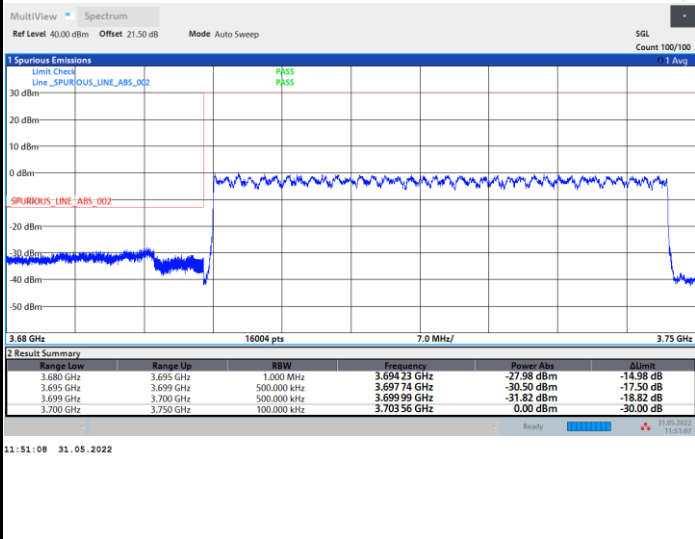 MultiView Spectrum
Ref Level 40.00 dBm Offset 21.50 dB Mode Auto Sweep SGL
Count 100/100
1 Spurious Emissions 1 Avg
Limit Check PASS
Line _SPURIOUS_LINE_ABS_002 PASS
30 dBm
20 dBm
10 dBm
0 dBm
_SPURIOUS_LINE_ABS_002
-20 dBm
-30 dBm
-40 dBm
-50 dBm
3.68 GHz 16004 pts 7.0 MHz/ 3.75 GHz
2 Result Summary
Range Low Range Up RBW Frequency Power Abs ΔLimit
3.680 GHz 3.695 GHz 1.000 MHz 3.694 23 GHz -27.98 dBm -14.98 dB
3.695 GHz 3.699 GHz 500.000 kHz 3.697 74 GHz -30.50 dBm -17.50 dB
3.699 GHz 3.700 GHz 500.000 kHz 3.699 99 GHz -31.82 dBm -18.82 dB
3.700 GHz 3.750 GHz 100.000 kHz 3.703 56 GHz 0.00 dBm -30.00 dB
Ready 31.05.2022
11:51:07
11:51:08 31.05.2022